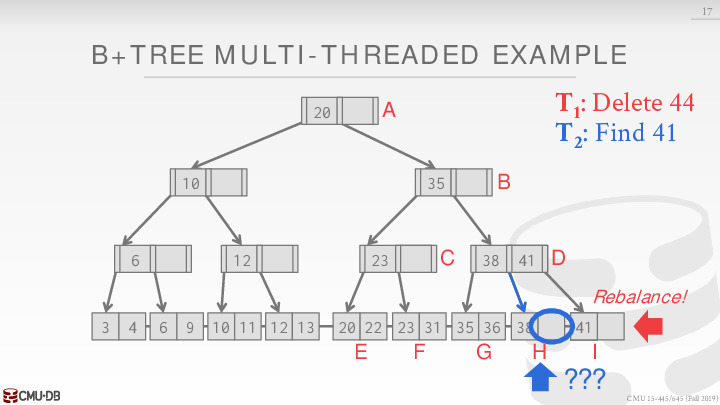 17
B+TREE MULTI-THREADED EXAMPLE
T1: Delete 44
T2: Find 41
20 A
10
35 B
6
12
23 C
38 41 D
Rebalance!
3 4 6 9 10 11 12 13 20 22 23 31 35 36 38 41
E F G H I
???
CMU·DB
CMU 15-445/645 (Fall 2019)